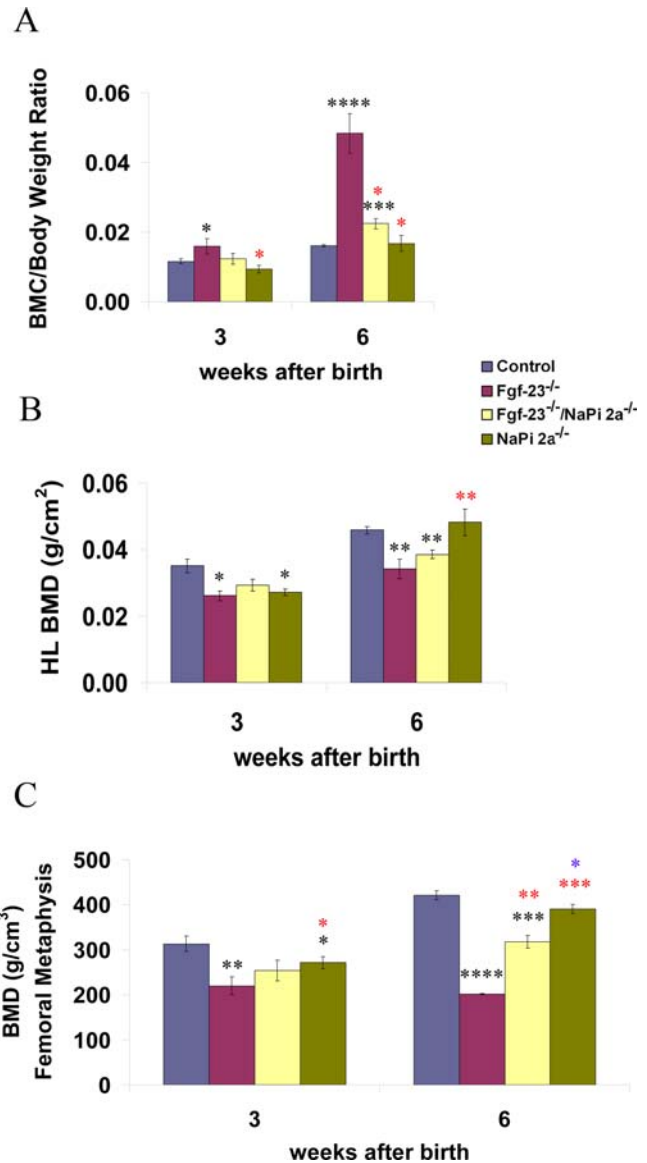 A
BMC/Body Weight Ratio
0.06
0.04
0.02
0.00
*
*
****
*
***
*
3
6
weeks after birth
Control
Fgf-23-/-
Fgf-23-/-/NaPi 2a-/-
NaPi 2a-/-
B
HL BMD (g/cm2)
0.06
0.04
0.02
0.00
*
*
**
**
**
3
6
weeks after birth
C
BMD (g/cm3)
Femoral Metaphysis
500
400
300
200
100
0
**
*
*
****
**
***
*
***
3
6
weeks after birth